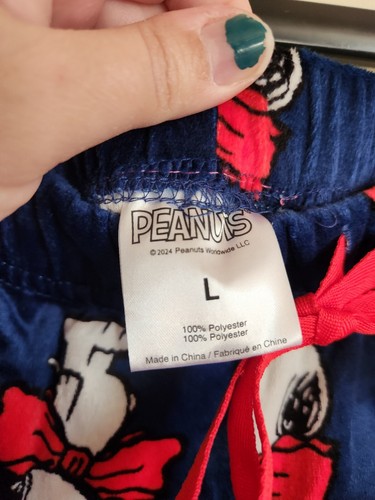 PEANUTS
©2024 Peanuts Worldwide LLC
L
100% Polyester
100% Polyester
Made in China / Fabriqué en Chine